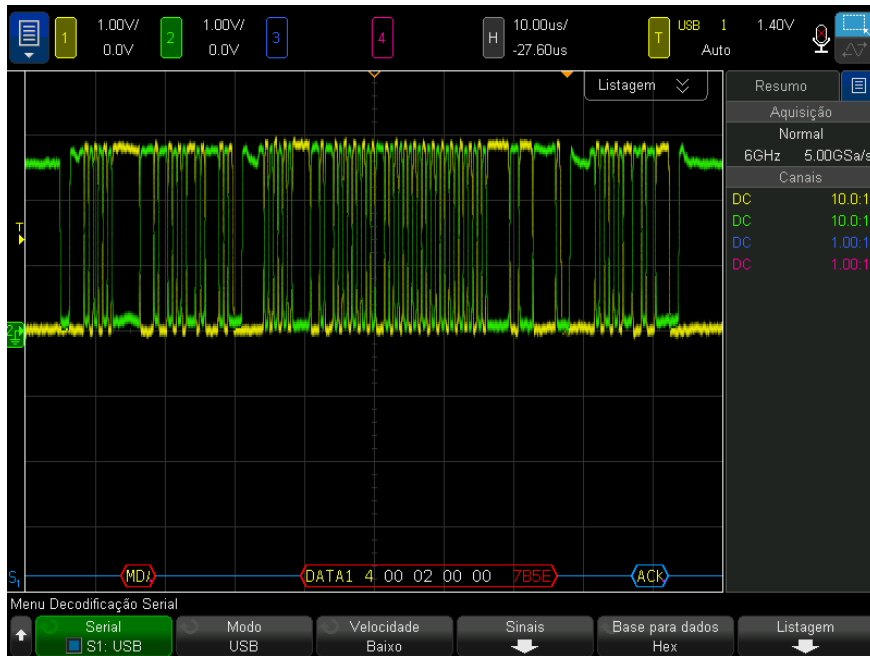 1 1.00V/ 2 1.00V/ 3 4 H 10.00us/ T USB 1 1.40V
0.0V 0.0V -27.60us Auto
Listagem
Resumo
Aquisição
Normal
6GHz 5.00GSa/s
Canais
DC 10.0:1
DC 10.0:1
DC 1.00:1
DC 1.00:1
T
2
S1 DATA1 4 00 02 00 00 7B5E ACK
Menu Decodificação Serial
Serial Modo Velocidade Sinais Base para dados Listagem
S1: USB USB Baixo Hex